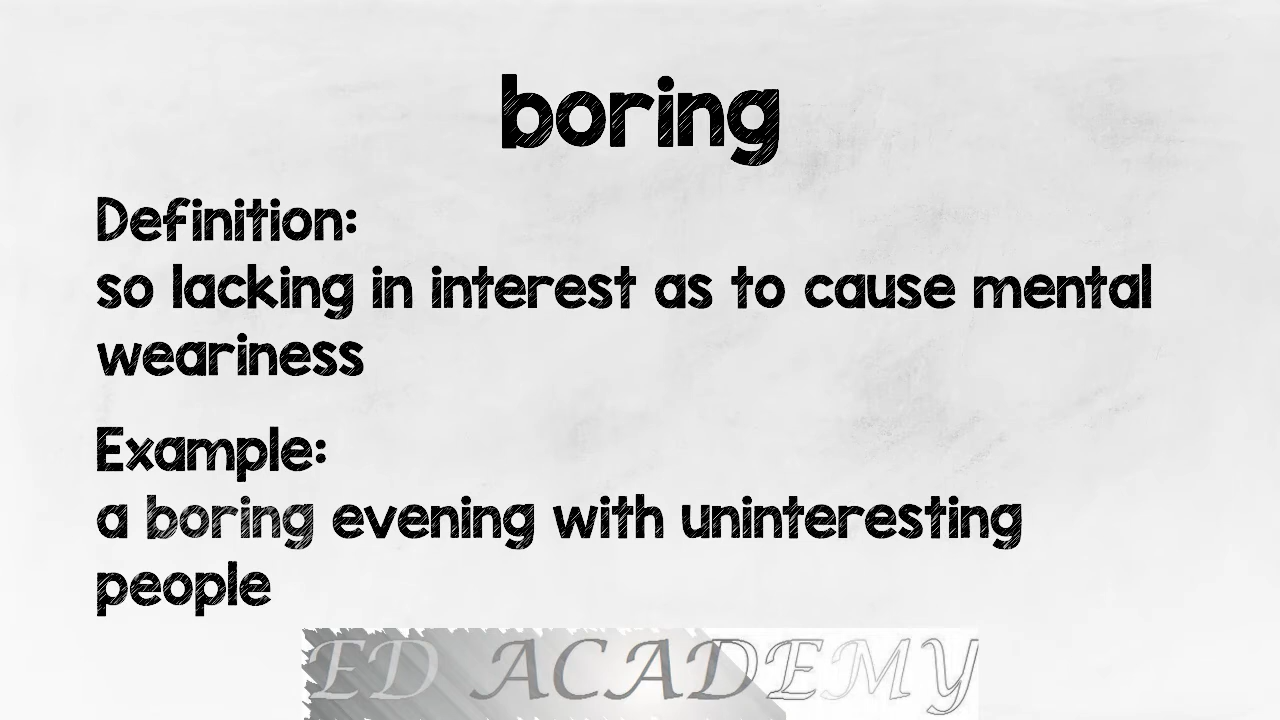 boring
Definition:
so lacking in interest as to cause mental
weariness
Example:
a boring evening with uninteresting
people
ED ACADEMY